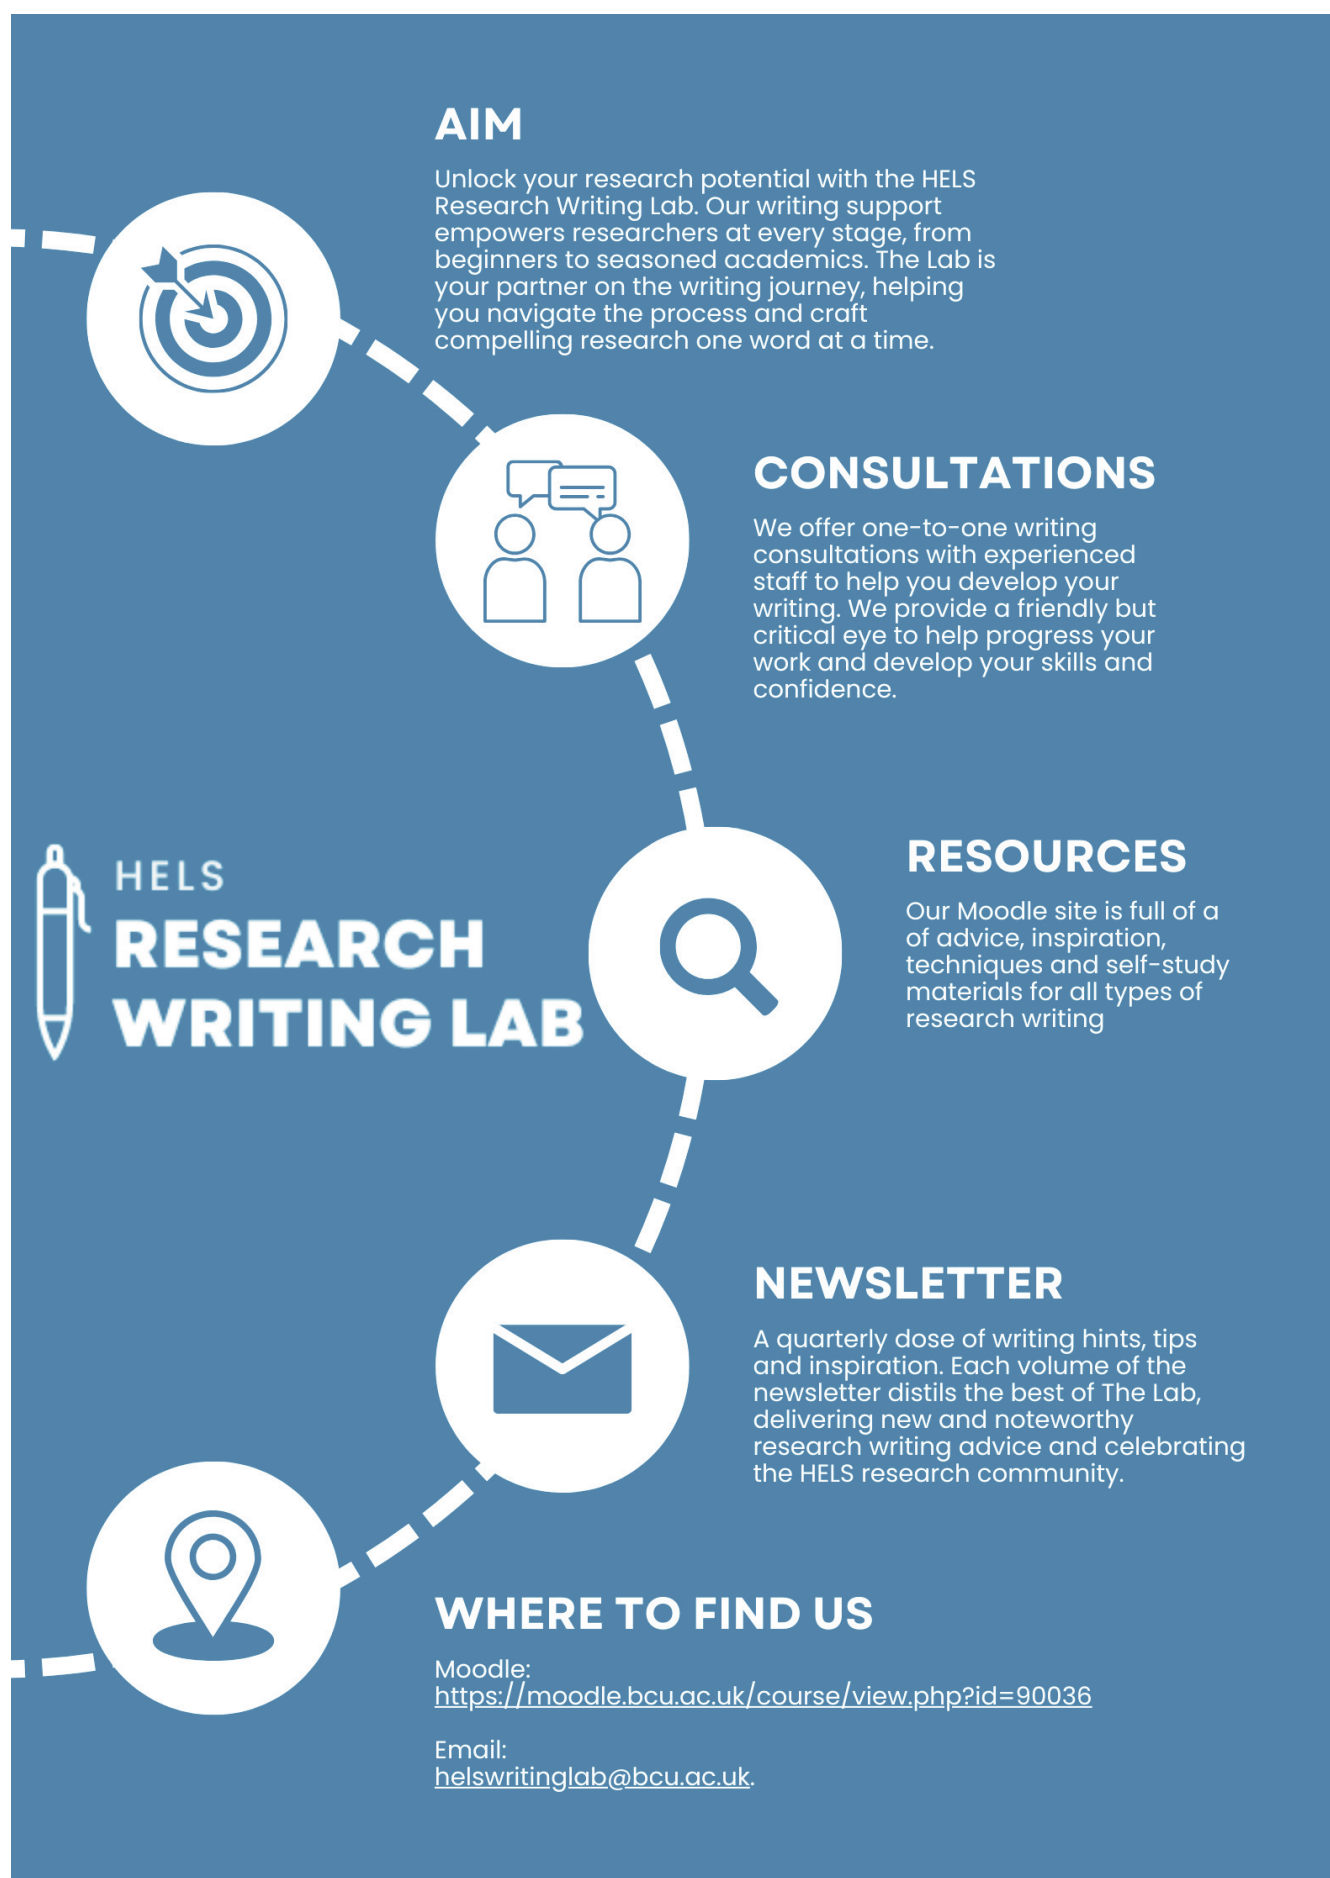 AIM
Unlock your research potential with the HELS
Research Writing Lab. Our writing support
empowers researchers at every stage, from
beginners to seasoned academics. The Lab is
your partner on the writing journey, helping
you navigate the process and craft
compelling research one word at a time.
CONSULTATIONS
We offer one-to-one writing
consultations with experienced
staff to help you develop your
writing. We provide a friendly but
critical eye to help progress your
work and develop your skills and
confidence.
HELS
RESEARCH
WRITING LAB
RESOURCES
Our Moodle site is full of a
of advice, inspiration,
techniques and self-study
materials for all types of
research writing
NEWSLETTER
A quarterly dose of writing hints, tips
and inspiration. Each volume of the
newsletter distils the best of The Lab,
delivering new and noteworthy
research writing advice and celebrating
the HELS research community.
WHERE TO FIND US
Moodle:
https://moodle.bcu.ac.uk/course/view.php?id=90036
Email:
helswritinglab@bcu.ac.uk.